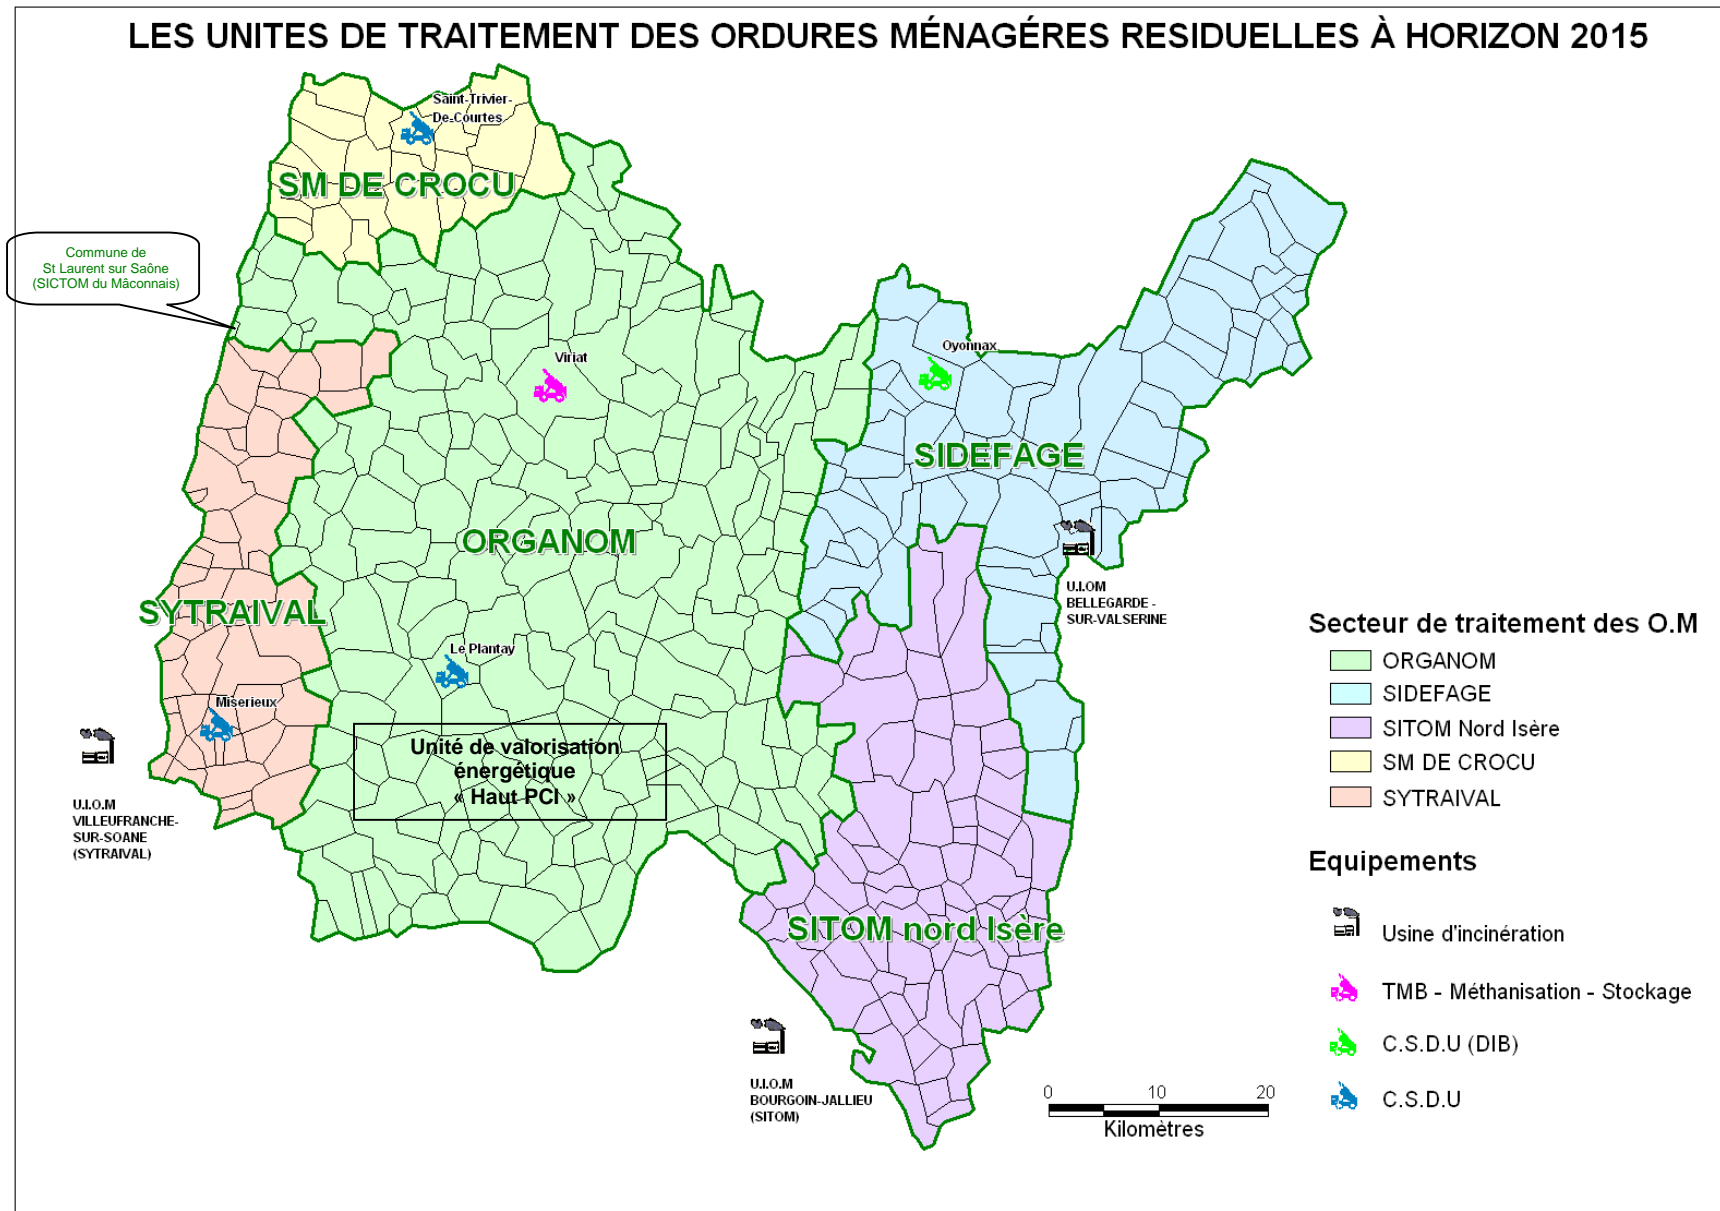 LES UNITES DE TRAITEMENT DES ORDURES MÉNAGÉRES RESIDUELLES À HORIZON 2015
Saint-Trivier-
De-Courtes
SM DE CROCU
Commune de
St Laurent sur Saône
(SICTOM du Mâconnais)
Viriat
Oyonnax
SIDEFAGE
ORGANOM
U.I.OM
BELLEGARDE -
SUR-VALSERINE
SYTRAIVAL
Le Plantay
Miserieux
Unité de valorisation
énergétique
« Haut PCI »
U.I.O.M
VILLEUFRANCHE-
SUR-SOANE
(SYTRAIVAL)
SITOM nord Isère
U.I.O.M
BOURGOIN-JALLIEU
(SITOM)
0 10 20
Kilomètres
Secteur de traitement des O.M
ORGANOM
SIDEFAGE
SITOM Nord Isère
SM DE CROCU
SYTRAIVAL
Equipements
Usine d'incinération
TMB - Méthanisation - Stockage
C.S.D.U (DIB)
C.S.D.U